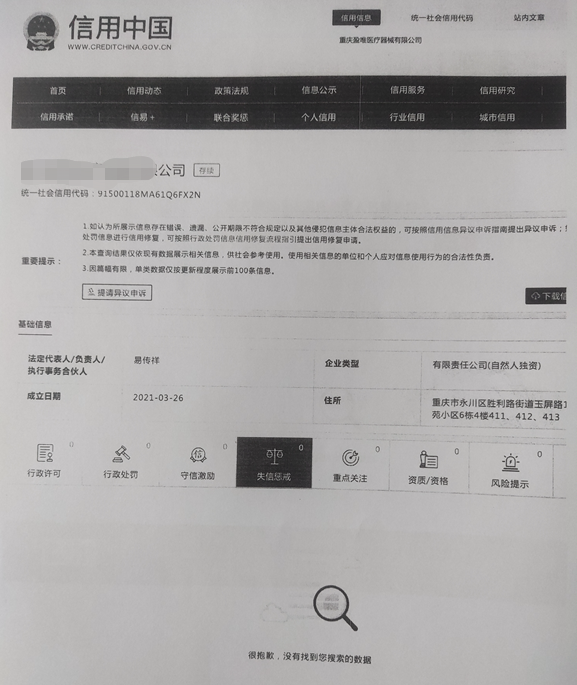 信用中国
WWW.CREDITCHINA.GOV.CN
信用信息 统一社会信用代码 站内文章
重庆盈唯医疗器械有限公司
首页 信用动态 政策法规 信息公示 信用服务 信用研究
信用承诺 信易+ 联合奖惩 个人信用 行业信用 城市信用
限公司 存续
统一社会信用代码：91500118MA61Q6FX2N
重要提示：
1.如认为所展示信息存在错误、遗漏、公开期限不符合规定以及其他侵犯信息主体合法权益的，可按照信用信息异议申诉指南提出异议申诉；
处罚信息进行信用修复，可按照行政处罚信息信用修复流程指引提出信用修复申请。
2.本查询结果仅依现有数据展示相关信息，供社会参考使用。使用相关信息的单位和个人应对信息使用行为的合法性负责。
3.因篇幅有限，单类数据仅按更新程度展示前100条信息。
提请异议申诉 下载信
基础信息
法定代表人/负责人/
执行事务合伙人
易传祥
企业类型
有限责任公司(自然人独资)
成立日期
2021-03-26
住所
重庆市永川区胜利路街道玉屏路1
苑小区6栋4楼411、412、413
0 0 0 0 0 0 0
行政许可 行政处罚 守信激励 失信惩戒 重点关注 资质/资格 风险提示
很抱歉，没有找到您搜索的数据